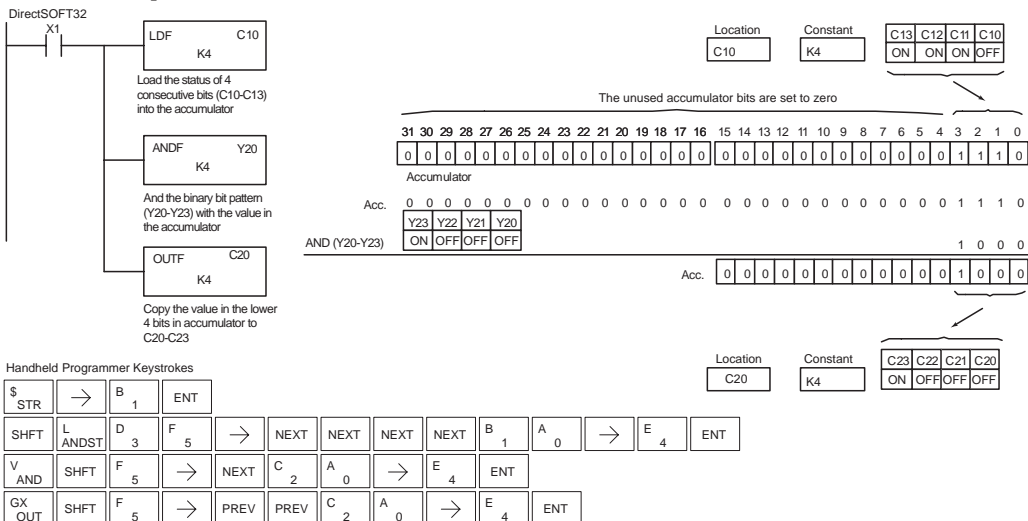 DirectSOFT32
X1
LDF C10
K4
Load the status of 4
consecutive bits (C10-C13)
into the accumulator
ANDF Y20
K4
And the binary bit pattern
(Y20-Y23) with the value in
the accumulator
OUTF C20
K4
Copy the value in the lower
4 bits in accumulator to
C20-C23
Location Constant
C10 K4
C13 C12 C11 C10
ON ON ON OFF
The unused accumulator bits are set to zero
31 30 29 28 27 26 25 24 23 22 21 20 19 18 17 16 15 14 13 12 11 10 9 8 7 6 5 4 3 2 1 0
0 0 0 0 0 0 0 0 0 0 0 0 0 0 0 0 0 0 0 0 0 0 0 0 0 0 0 0 1 1 1 0
Accumulator
Acc. 0 0 0 0 0 0 0 0 0 0 0 0 0 0 0 0 0 0 0 0 0 0 0 0 0 0 0 0 1 1 1 0
Y23 Y22 Y21 Y20
AND (Y20-Y23) ON OFF OFF OFF 1 0 0 0
Acc. 0 0 0 0 0 0 0 0 0 0 0 0 1 0 0 0
Location Constant
C20 K4
C23 C22 C21 C20
ON OFF OFF OFF
Handheld Programmer Keystrokes
$ STR → B 1 ENT
SHFT L ANDST D 3 F 5 → NEXT NEXT NEXT NEXT B 1 A 0 → E 4 ENT
V AND SHFT F 5 → NEXT C 2 A 0 → E 4 ENT
GX OUT SHFT F 5 → PREV PREV C 2 A 0 → E 4 ENT